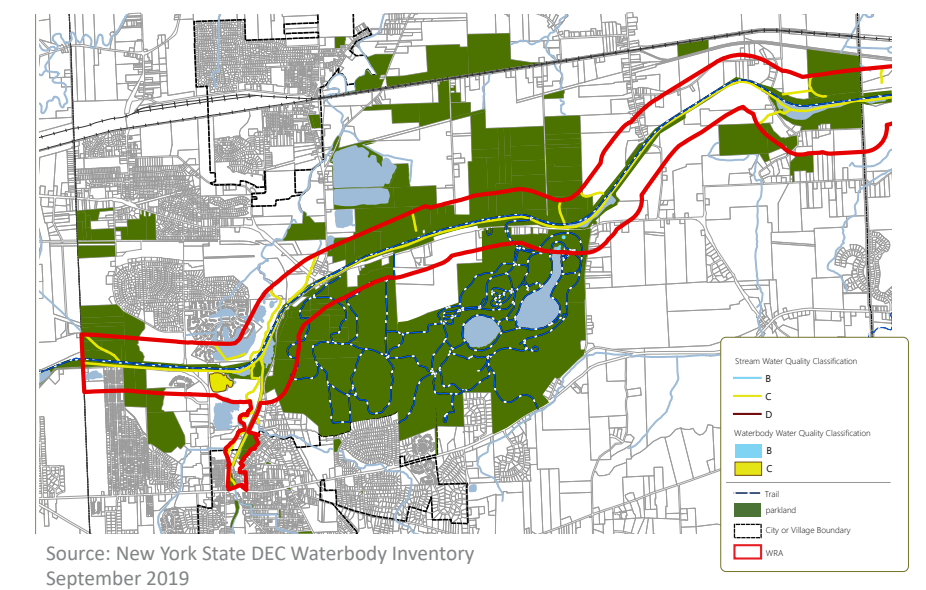 Stream Water Quality Classification
B
C
D
Waterbody Water Quality Classification
B
C
Trail
parkland
City or Village Boundary
WRA
Source: New York State DEC Waterbody Inventory
September 2019